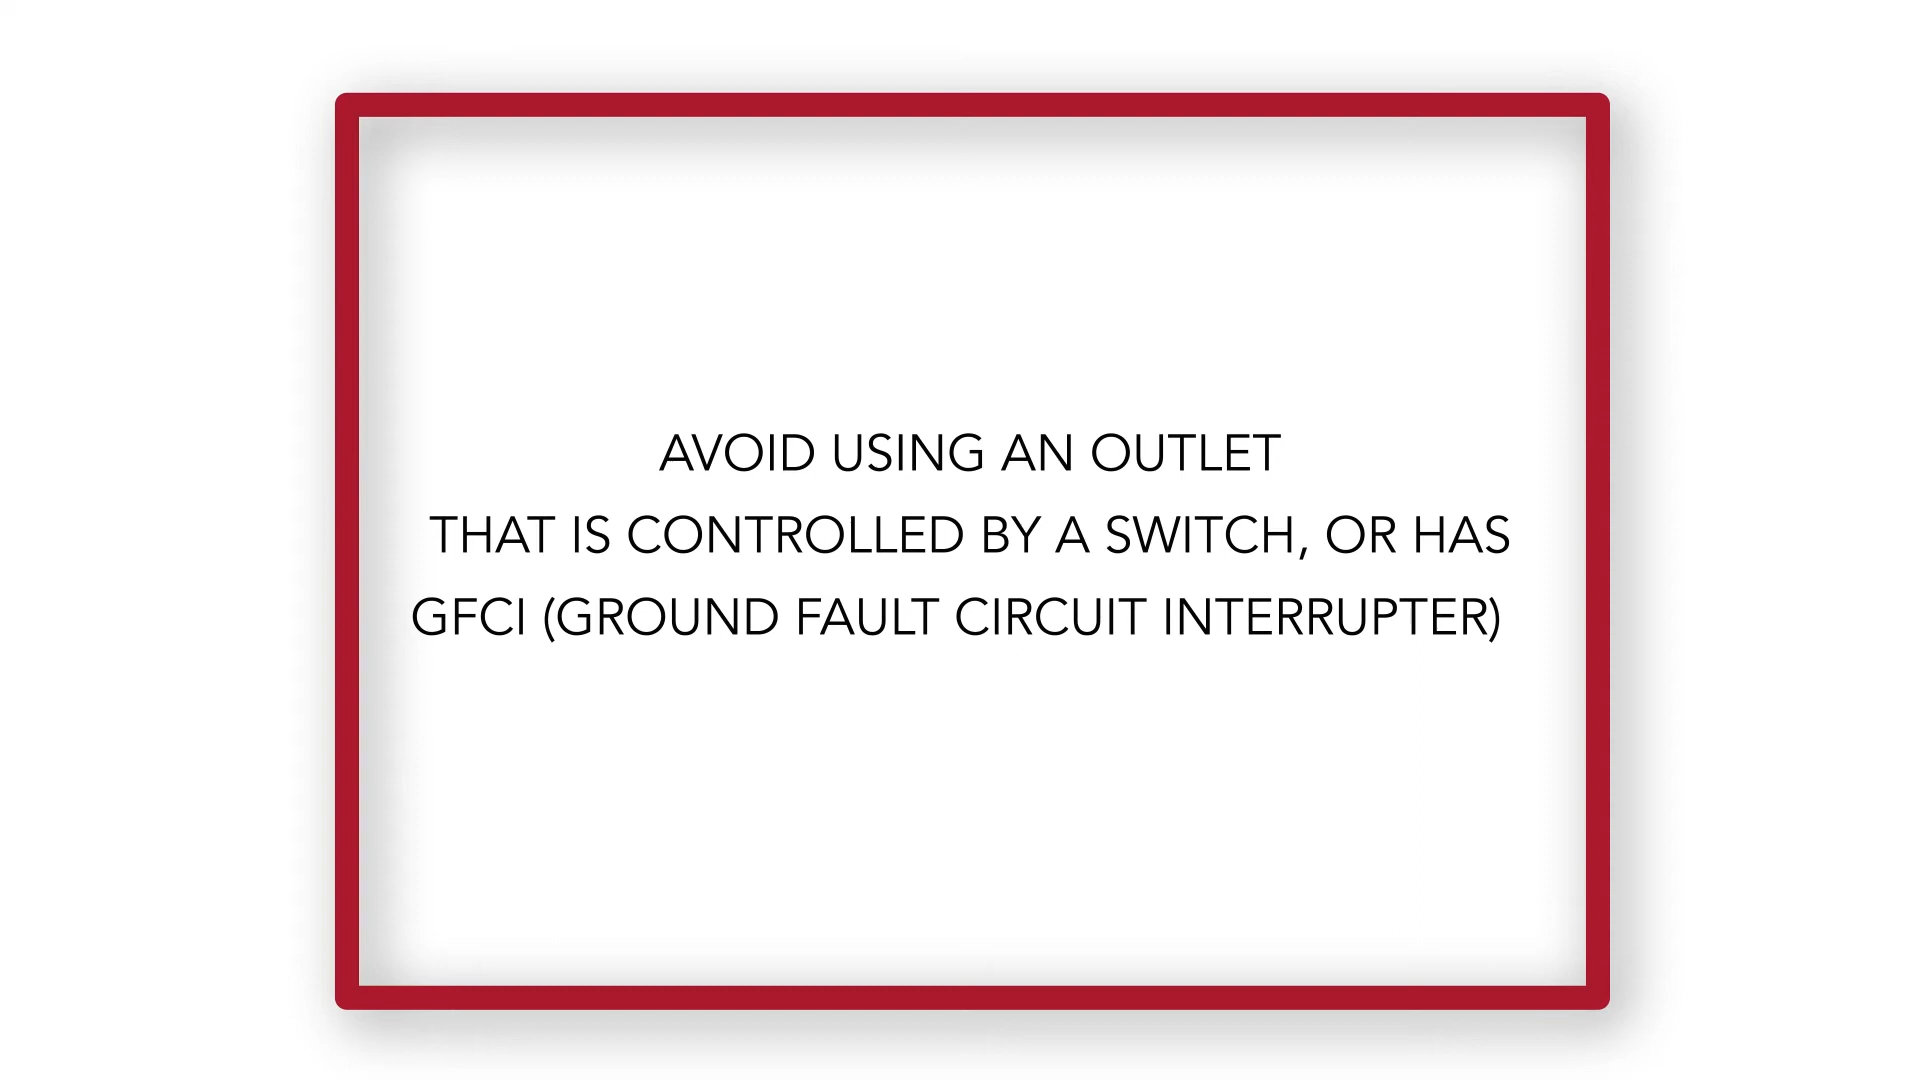 AVOID USING AN OUTLET
THAT IS CONTROLLED BY A SWITCH, OR HAS
GFCI (GROUND FAULT CIRCUIT INTERRUPTER)